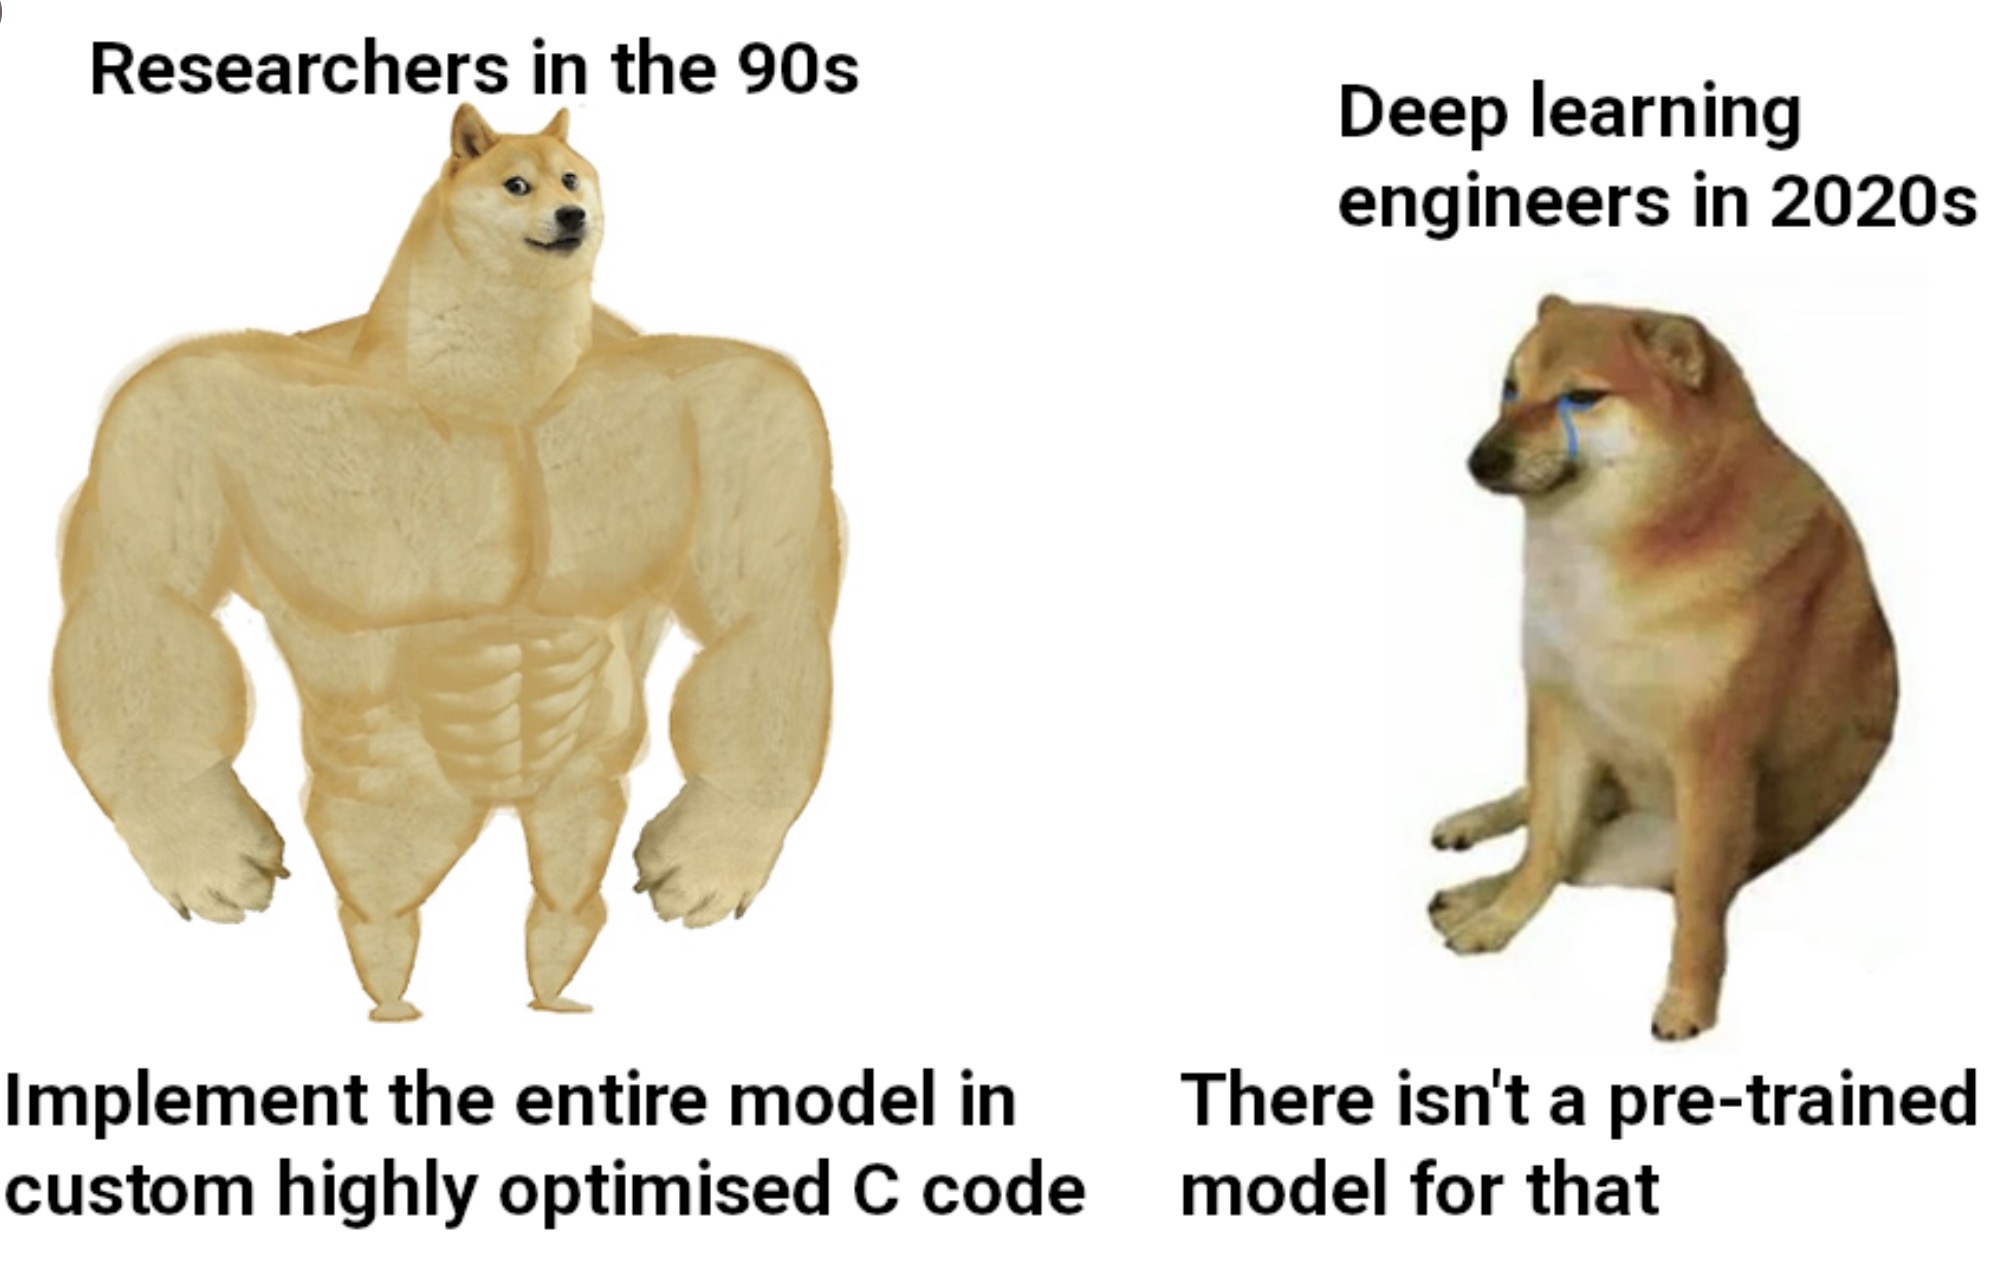 Researchers in the 90s
Deep learning
engineers in 2020s
Implement the entire model in
custom highly optimised C code
There isn't a pre-trained
model for that